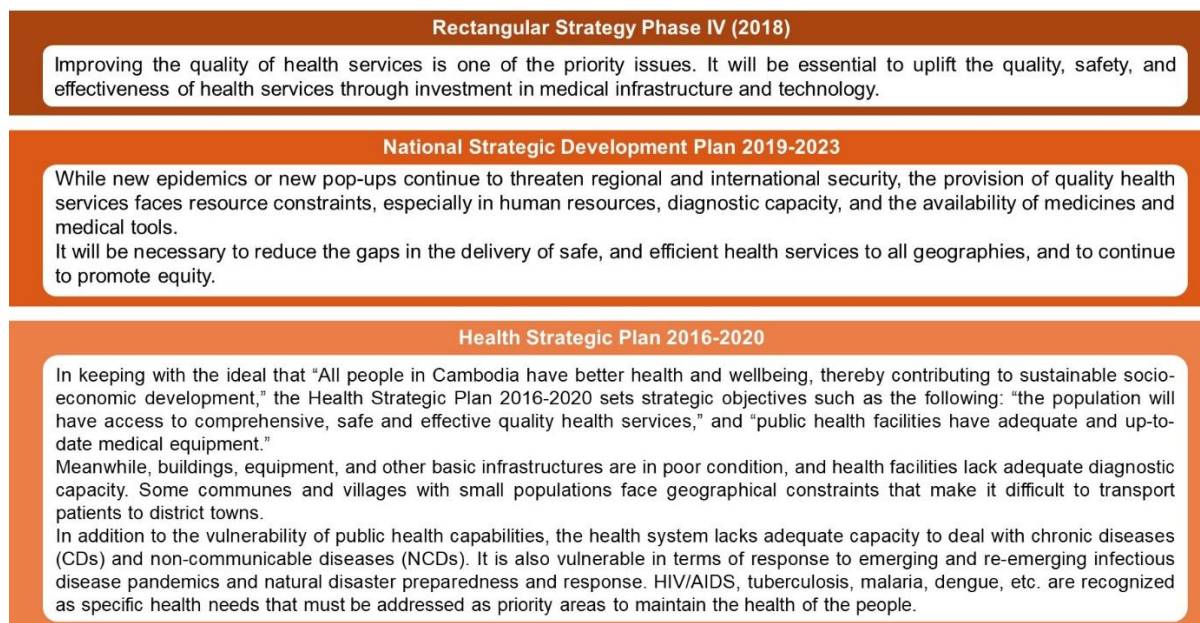 Rectangular Strategy Phase IV (2018)
Improving the quality of health services is one of the priority issues. It will be essential to uplift the quality, safety, and
effectiveness of health services through investment in medical infrastructure and technology.
National Strategic Development Plan 2019-2023
While new epidemics or new pop-ups continue to threaten regional and international security, the provision of quality health
services faces resource constraints, especially in human resources, diagnostic capacity, and the availability of medicines and
medical tools.
It will be necessary to reduce the gaps in the delivery of safe, and efficient health services to all geographies, and to continue
to promote equity.
Health Strategic Plan 2016-2020
In keeping with the ideal that “All people in Cambodia have better health and wellbeing, thereby contributing to sustainable socio-
economic development,” the Health Strategic Plan 2016-2020 sets strategic objectives such as the following: “the population will
have access to comprehensive, safe and effective quality health services,” and “public health facilities have adequate and up-to-
date medical equipment.”
Meanwhile, buildings, equipment, and other basic infrastructures are in poor condition, and health facilities lack adequate diagnostic
capacity. Some communes and villages with small populations face geographical constraints that make it difficult to transport
patients to district towns.
In addition to the vulnerability of public health capabilities, the health system lacks adequate capacity to deal with chronic diseases
(CDs) and non-communicable diseases (NCDs). It is also vulnerable in terms of response to emerging and re-emerging infectious
disease pandemics and natural disaster preparedness and response. HIV/AIDS, tuberculosis, malaria, dengue, etc. are recognized
as specific health needs that must be addressed as priority areas to maintain the health of the people.